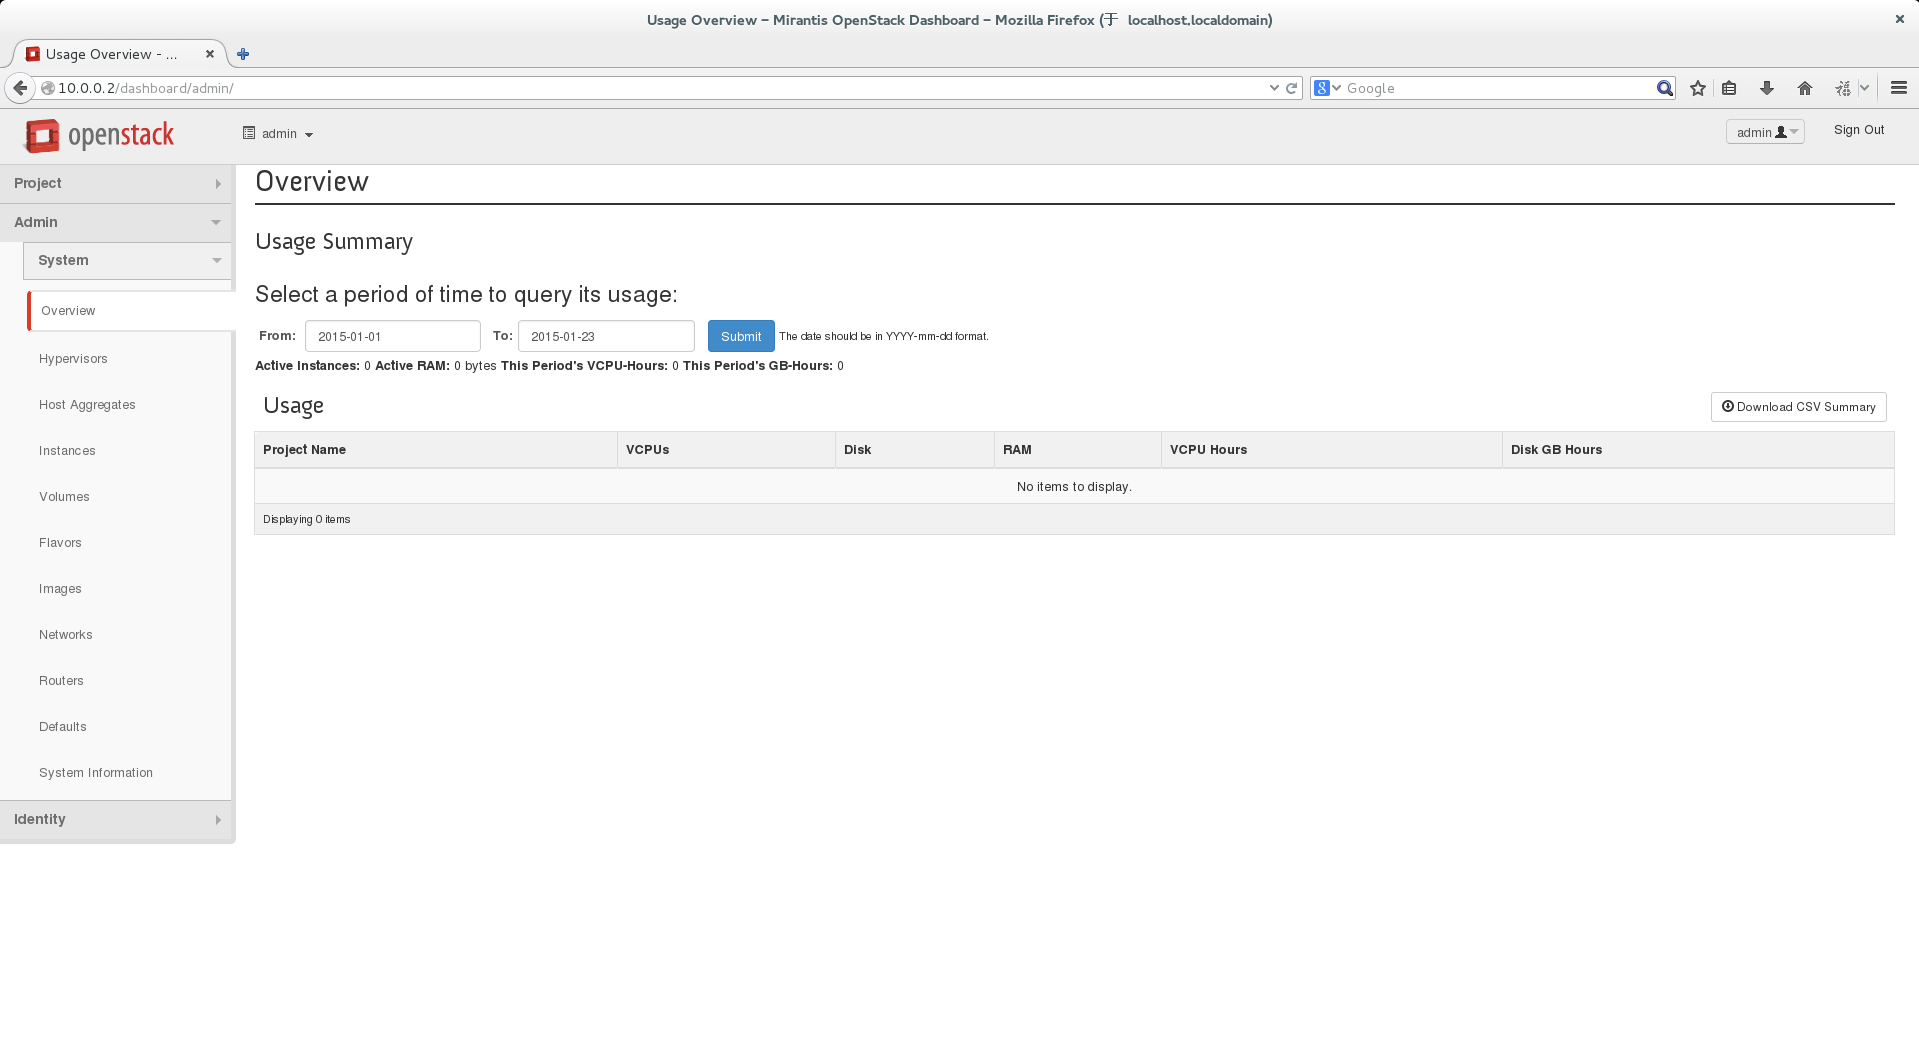 Usage Overview - Mirantis OpenStack Dashboard - Mozilla Firefox (于 localhost.localdomain)
Usage Overview - ...
10.0.0.2/dashboard/admin/
8 Google
openstack
admin
admin
Sign Out
Project
Admin
System
Overview
Hypervisors
Host Aggregates
Instances
Volumes
Flavors
Images
Networks
Routers
Defaults
System Information
Identity
Overview
Usage Summary
Select a period of time to query its usage:
From: 2015-01-01 To: 2015-01-23 Submit The date should be in YYYY-mm-dd format.
Active Instances: 0 Active RAM: 0 bytes This Period's VCPU-Hours: 0 This Period's GB-Hours: 0
Usage
Download CSV Summary
Project Name VCPUs Disk RAM VCPU Hours Disk GB Hours
No items to display.
Displaying 0 items